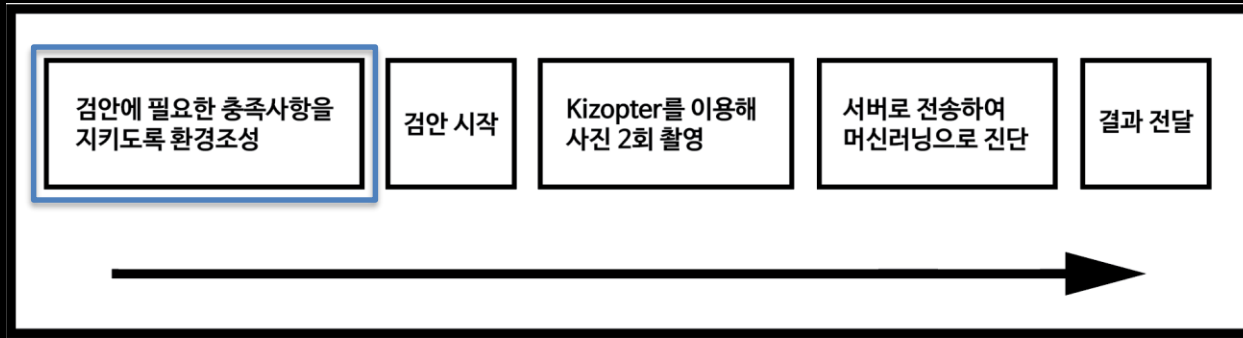 검안에 필요한 충족사항을
지키도록 환경조성
검안 시작
Kizopter를 이용해
사진 2회 촬영
서버로 전송하여
머신러닝으로 진단
결과 전달